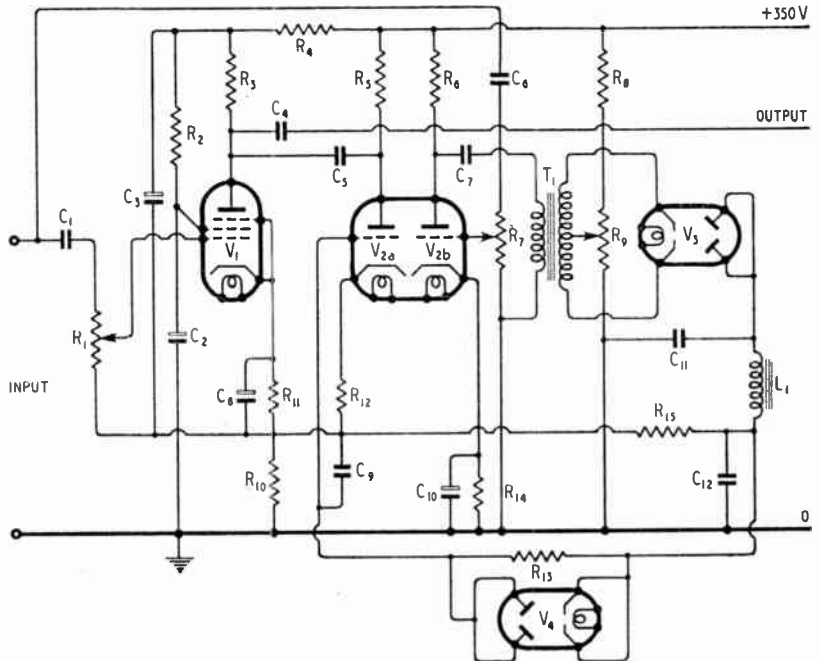 +350V
R4
R3
R5
R6
C6
R8
R2
C4
OUTPUT
C5
C7
T1
C3
C1
V1
V2a
V2b
R7
R9
V3
R1
C2
C11
L1
INPUT
C8
R11
R12
R15
R10
C9
C10
R14
C12
0
R13
V4